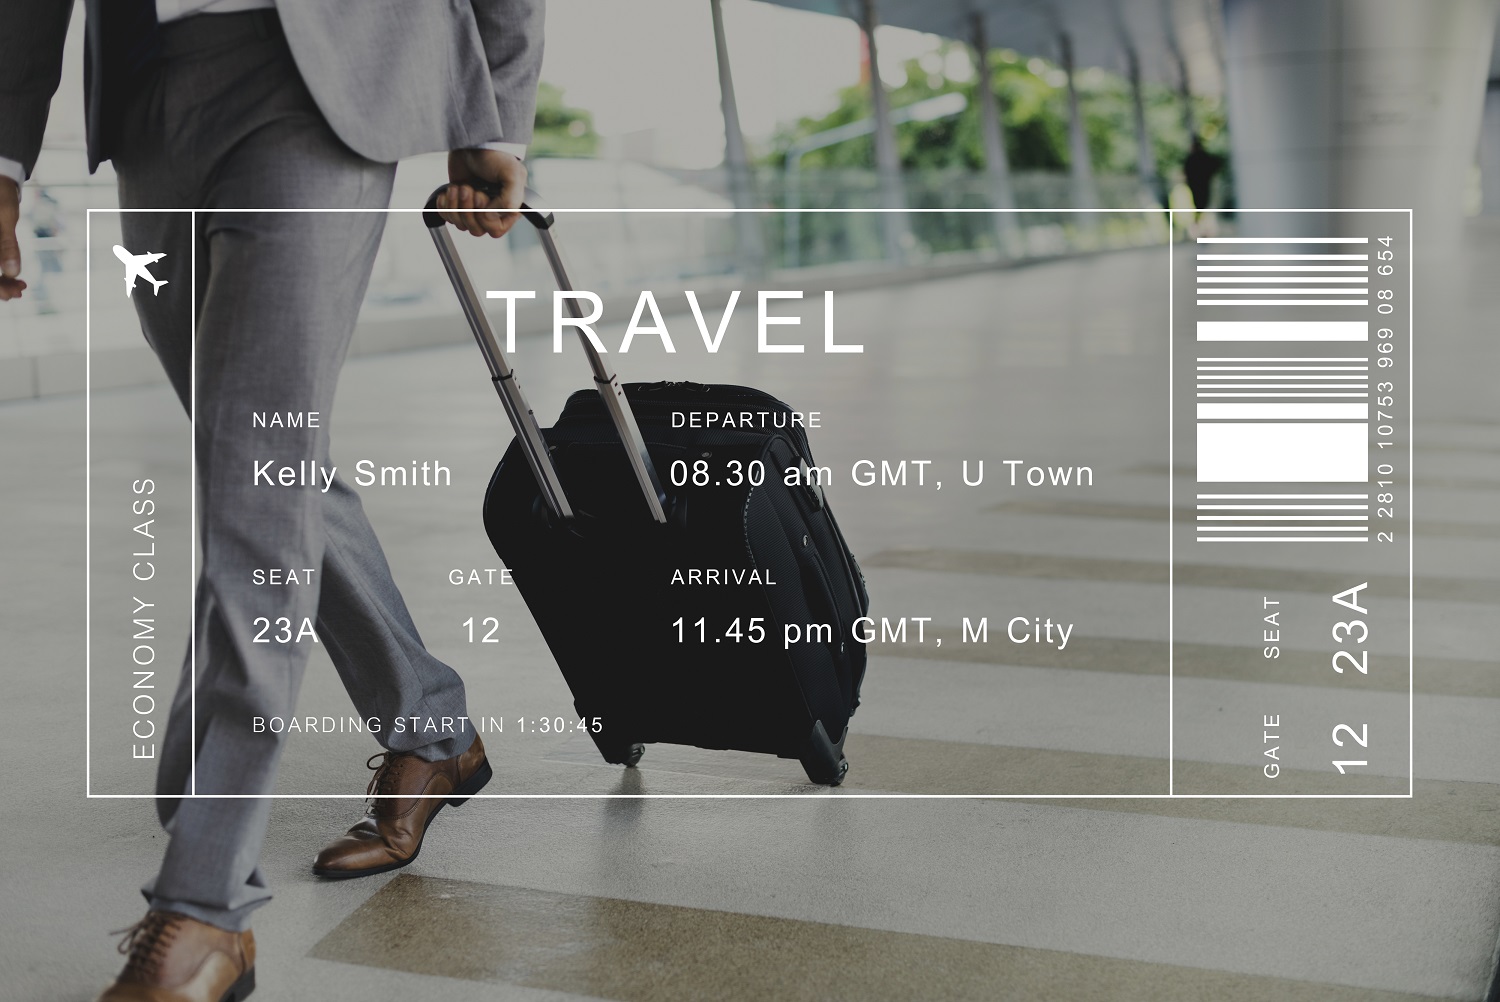 TRAVEL
NAME
Kelly Smith
DEPARTURE
08.30 am GMT, U Town
SEAT
23A
GATE
12
ARRIVAL
11.45 pm GMT, M City
BOARDING START IN 1:30:45
ECONOMY CLASS
2 2810 10753 969 08 654
SEAT
23A
GATE
12